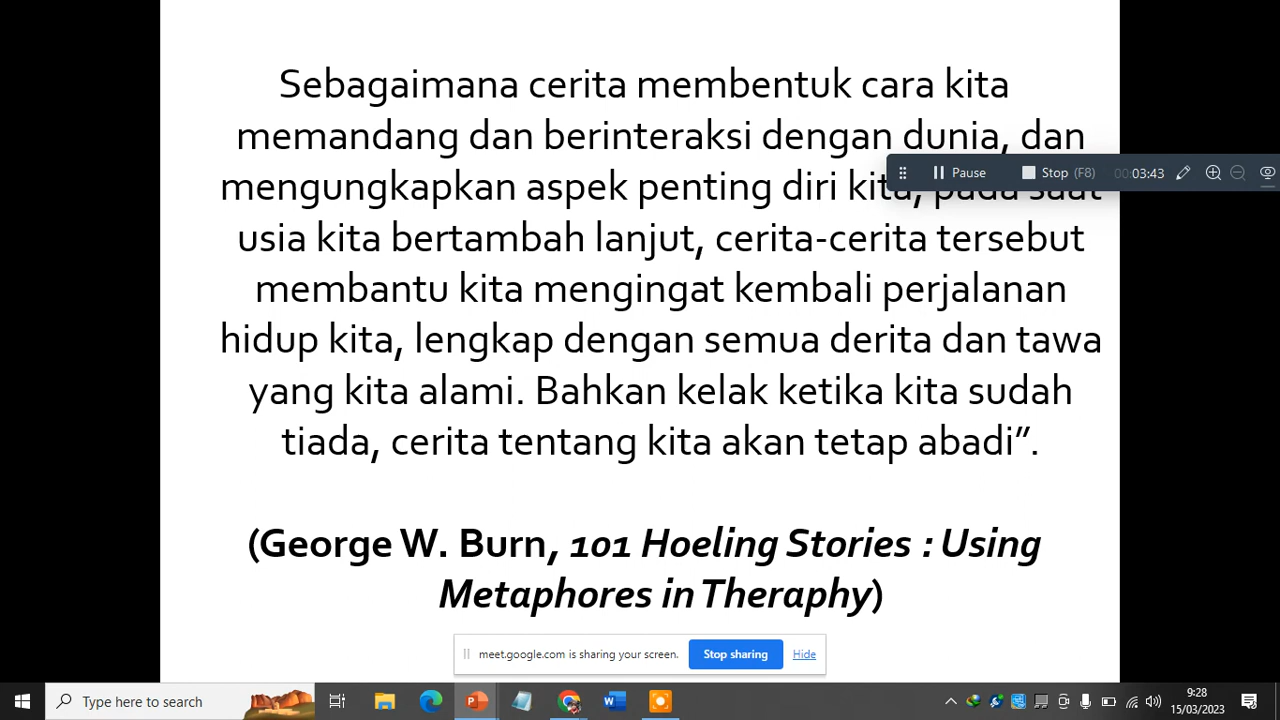 Sebagaimana cerita membentuk cara kita
memandang dan berinteraksi dengan dunia, dan
Pause Stop (F8) 00:03:43
mengungkapkan aspek penting diri kita, pada saat
usia kita bertambah lanjut, cerita-cerita tersebut
membantu kita mengingat kembali perjalanan
hidup kita, lengkap dengan semua derita dan tawa
yang kita alami. Bahkan kelak ketika kita sudah
tiada, cerita tentang kita akan tetap abadi”.
(George W. Burn, 101 Hoeling Stories : Using
Metaphores in Theraphy)
meet.google.com is sharing your screen. Stop sharing Hide
Type here to search
9:28
15/03/2023